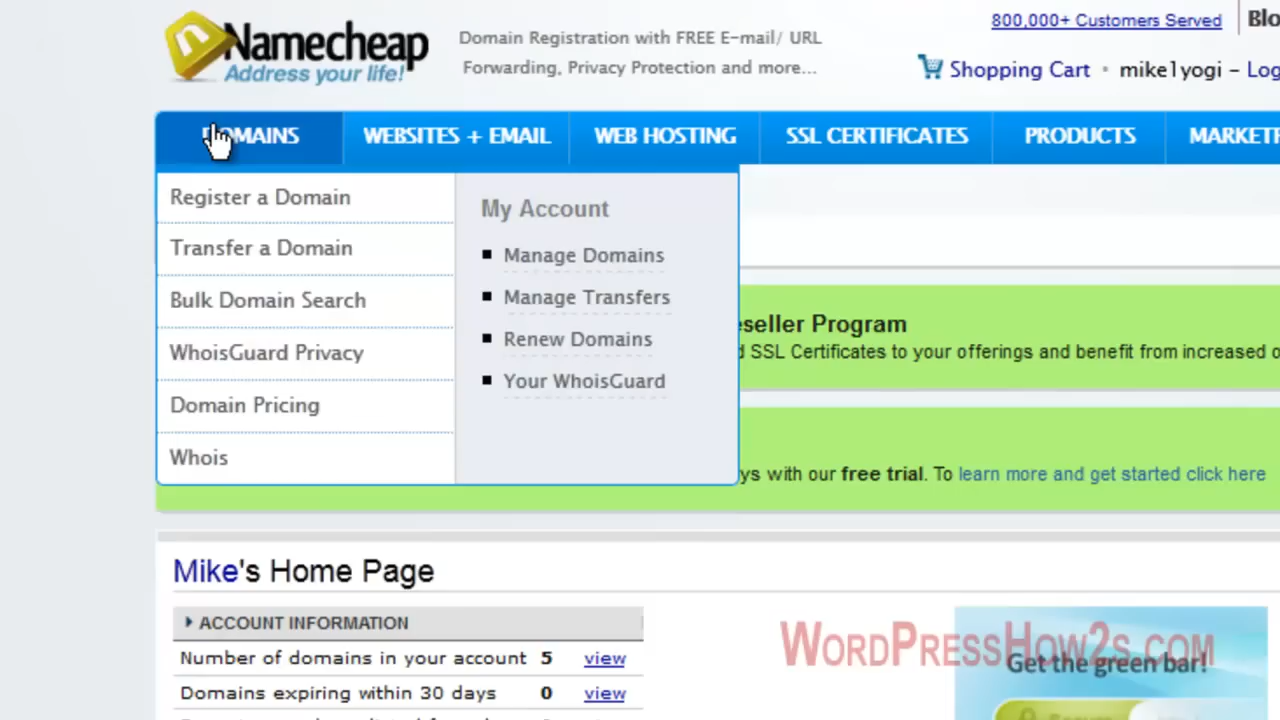 800,000+ Customers Served
Namecheap
Address your life!
Domain Registration with FREE E-mail/ URL
Forwarding, Privacy Protection and more...
Shopping Cart • mike1yogi –
DOMAINS
WEBSITES + EMAIL
WEB HOSTING
SSL CERTIFICATES
PRODUCTS
Register a Domain
Transfer a Domain
Bulk Domain Search
WhoisGuard Privacy
Domain Pricing
Whois
My Account
Manage Domains
Manage Transfers
Renew Domains
Your WhoisGuard
eseller Program
d SSL Certificates to your offerings and benefit from increased
ys with our free trial. To learn more and get started click here
Mike's Home Page
ACCOUNT INFORMATION
Number of domains in your account 5 view
Domains expiring within 30 days 0 view
WordPressHow2s.com
Get the green bar!